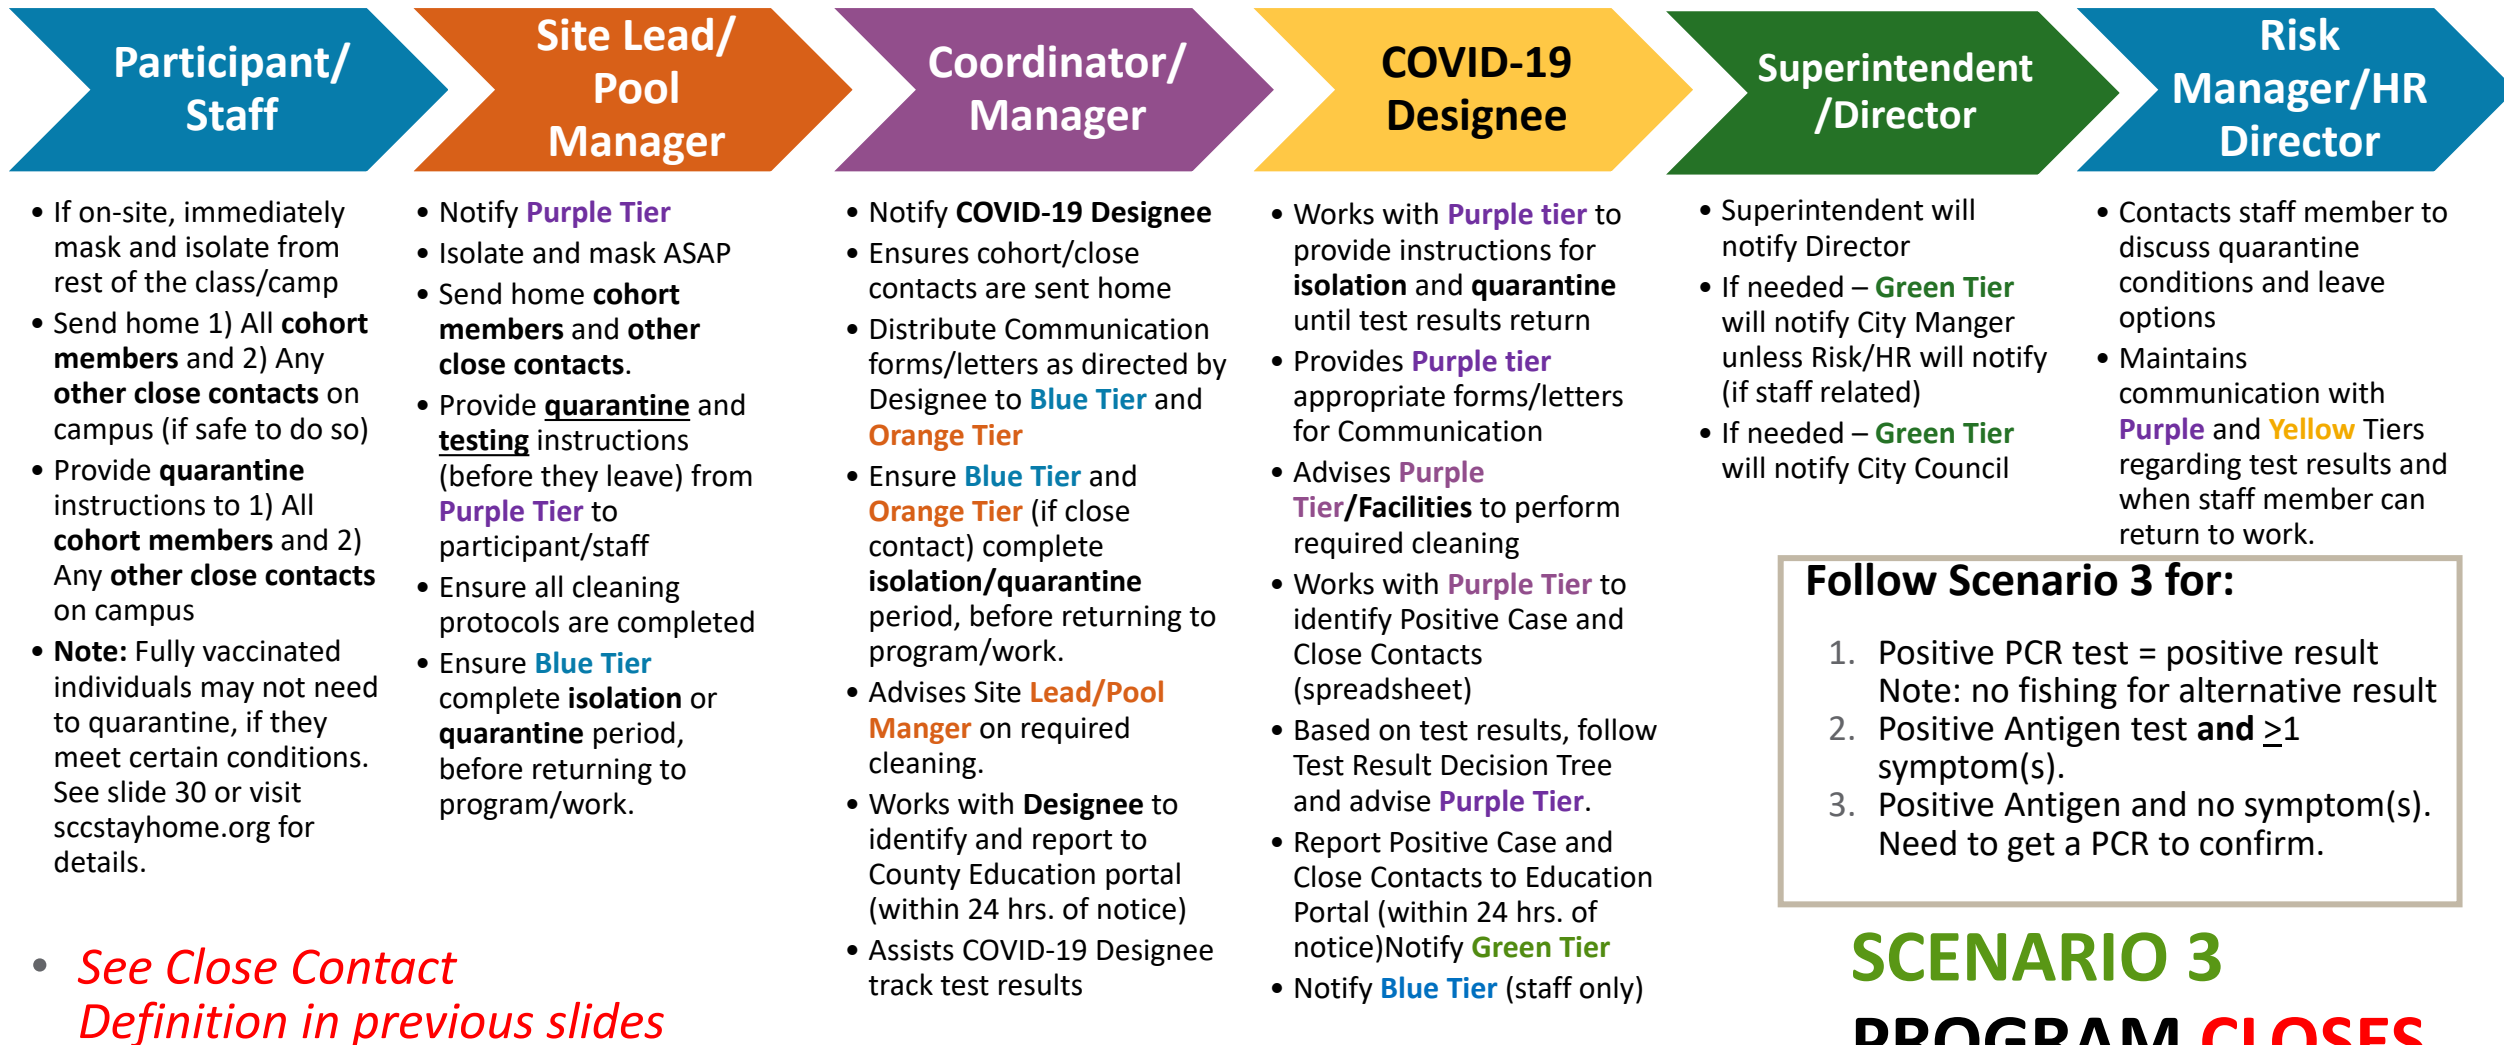 Participant/
Staff
Site Lead/
Pool
Manager
Coordinator/
Manager
COVID-19
Designee
Superintendent
/Director
Risk
Manager/HR
Director
• If on-site, immediately
mask and isolate from
rest of the class/camp
• Send home 1) All cohort
members and 2) Any
other close contacts on
campus (if safe to do so)
• Provide quarantine
instructions to 1) All
cohort members and 2)
Any other close contacts
on campus
• Note: Fully vaccinated
individuals may not need
to quarantine, if they
meet certain conditions.
See slide 30 or visit
sccstayhome.org for
details.
• See Close Contact
Definition in previous slides
• Notify Purple Tier
• Isolate and mask ASAP
• Send home cohort
members and other
close contacts.
• Provide quarantine and
testing instructions
(before they leave) from
Purple Tier to
participant/staff
• Ensure all cleaning
protocols are completed
• Ensure Blue Tier
complete isolation or
quarantine period,
before returning to
program/work.
• Notify COVID-19 Designee
• Ensures cohort/close
contacts are sent home
• Distribute Communication
forms/letters as directed by
Designee to Blue Tier and
Orange Tier
• Ensure Blue Tier and
Orange Tier (if close
contact) complete
isolation/quarantine
period, before returning to
program/work.
• Advises Site Lead/Pool
Manger on required
cleaning.
• Works with Designee to
identify and report to
County Education portal
(within 24 hrs. of notice)
• Assists COVID-19 Designee
track test results
• Works with Purple tier to
provide instructions for
isolation and quarantine
until test results return
• Provides Purple tier
appropriate forms/letters
for Communication
• Advises Purple
Tier/Facilities to perform
required cleaning
• Works with Purple Tier to
identify Positive Case and
Close Contacts
(spreadsheet)
• Based on test results, follow
Test Result Decision Tree
and advise Purple Tier.
• Report Positive Case and
Close Contacts to Education
Portal (within 24 hrs. of
notice)Notify Green Tier
• Notify Blue Tier (staff only)
• Superintendent will
notify Director
• If needed – Green Tier
will notify City Manger
unless Risk/HR will notify
(if staff related)
• If needed – Green Tier
will notify City Council
• Contacts staff member to
discuss quarantine
conditions and leave
options
• Maintains
communication with
Purple and Yellow Tiers
regarding test results and
when staff member can
return to work.
Follow Scenario 3 for:
1. Positive PCR test = positive result
Note: no fishing for alternative result
2. Positive Antigen test and >1
symptom(s).
3. Positive Antigen and no symptom(s).
Need to get a PCR to confirm.
SCENARIO 3
PROGRAM CLOSES